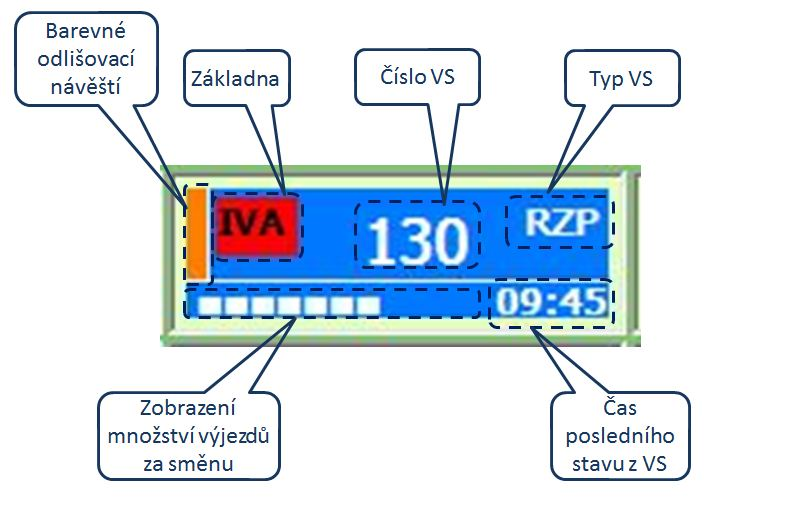 Barevné
odlišovací
návěští
Základna
Číslo VS
Typ VS
IVA
130
RZP
09:45
Zobrazení
množství výjezdů
za směnu
Čas
posledního
stavu z VS